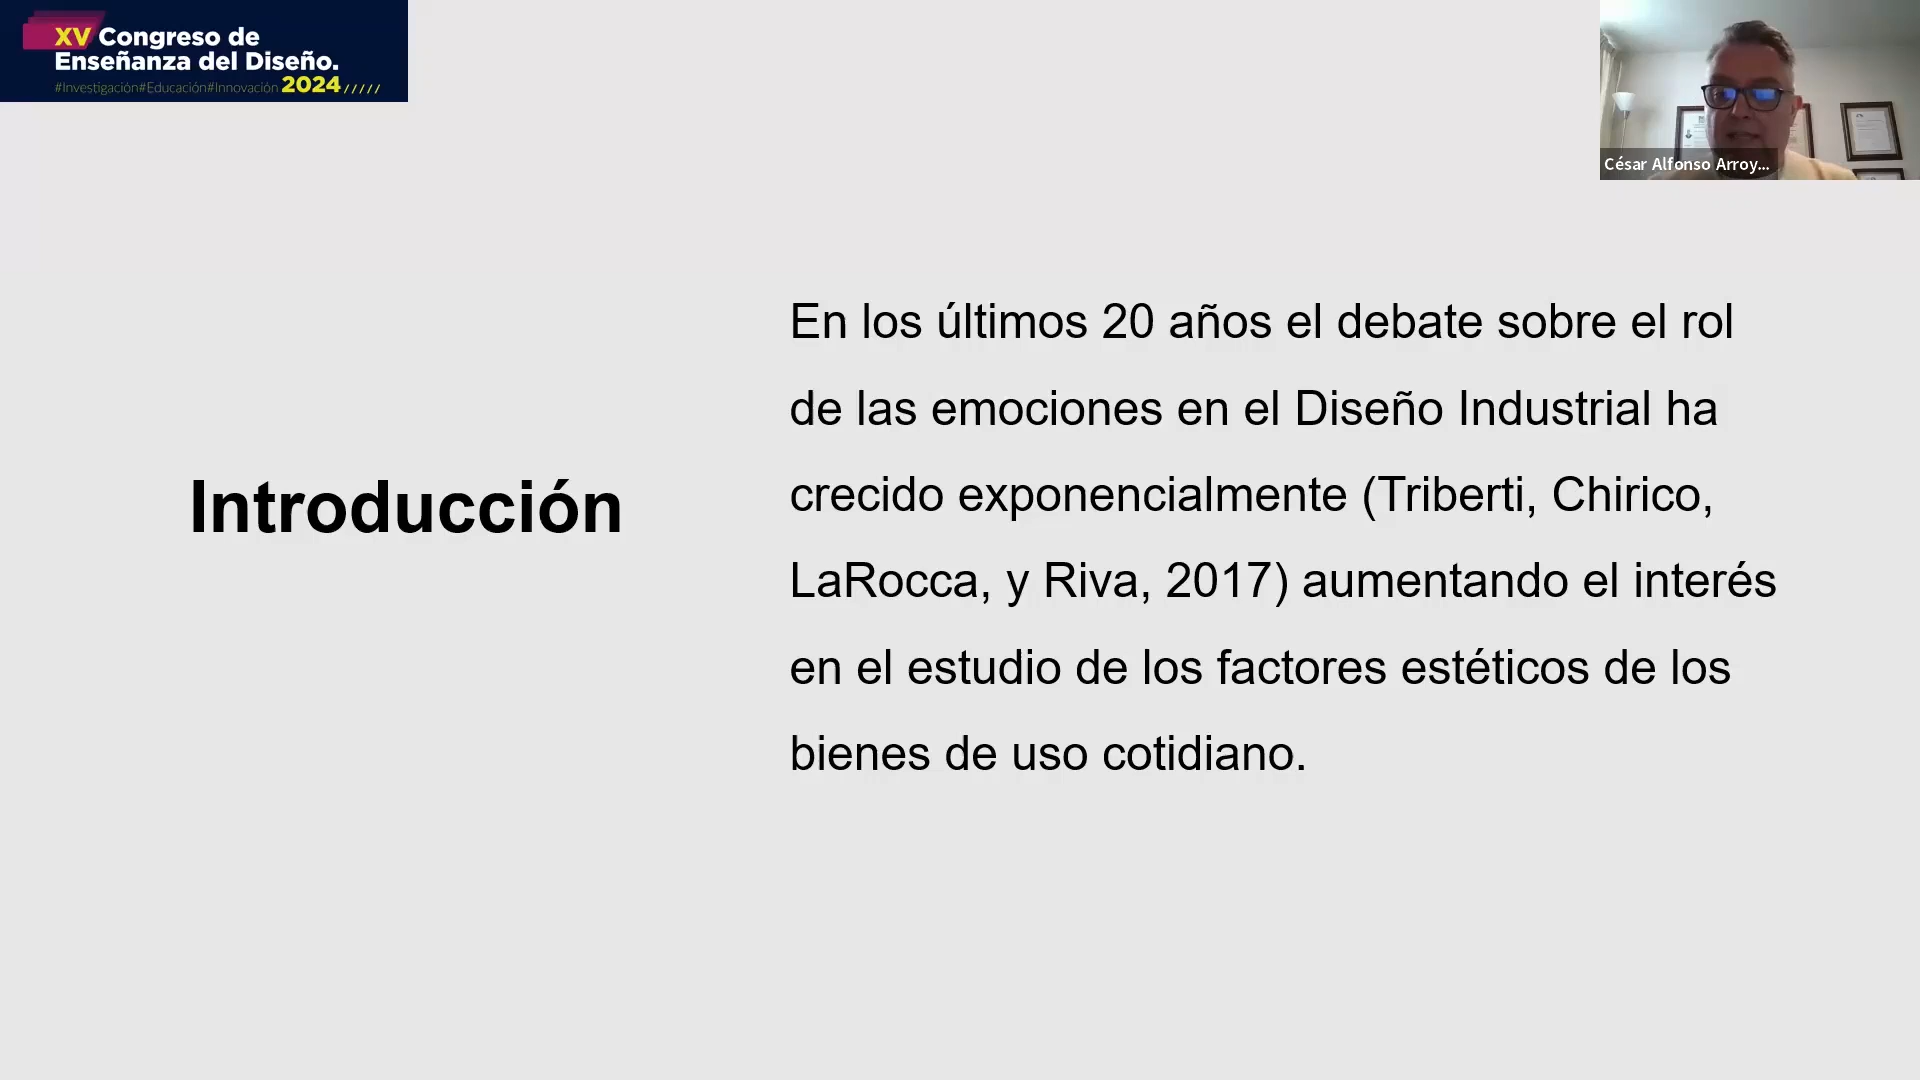 XV Congreso de
Enseñanza del Diseño.
#Investigación#Educación#Innovación 2024/////
César Alfonso Arroy...
Introducción
En los últimos 20 años el debate sobre el rol
de las emociones en el Diseño Industrial ha
crecido exponencialmente (Triberti, Chirico,
LaRocca, y Riva, 2017) aumentando el interés
en el estudio de los factores estéticos de los
bienes de uso cotidiano.